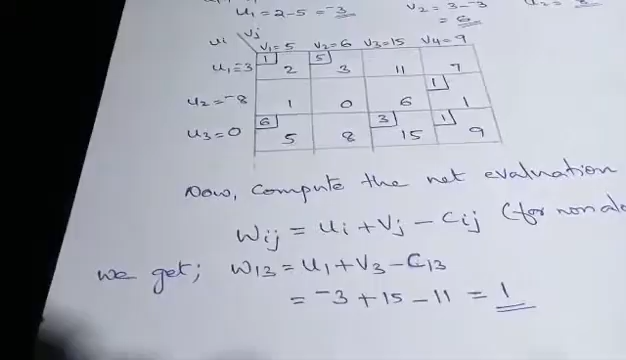 u₁ = 2-5 = -3 v₂ = 3--3
= 6
ui vj v₁=5 v₂=6 v₃=15 v₄=9
u₁=-3 1 2 5 3 11 7
u₂=-8 1 0 6 1 1
u₃=0 6 5 8 3 15 1 9
Now, compute the net evaluation
Wij = ui + vj - cij (for non
we get; W13 = u1 + v3 - c13
= -3 + 15 - 11 = 1